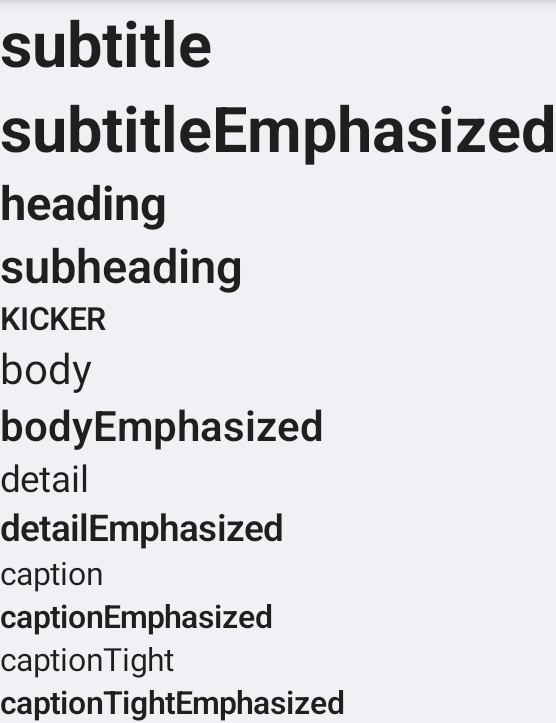 subtitle
subtitleEmphasized
heading
subheading
KICKER
body
bodyEmphasized
detail
detailEmphasized
caption
captionEmphasized
captionTight
captionTightEmphasized